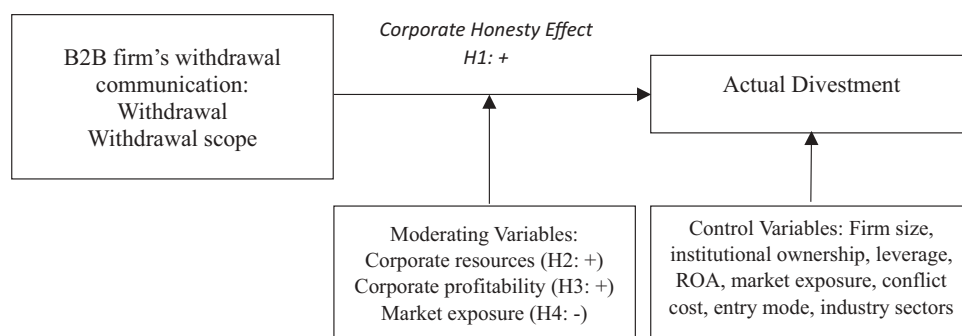 Corporate Honesty Effect
H1: +
B2B firm's withdrawal
communication:
Withdrawal
Withdrawal scope
Actual Divestment
Moderating Variables:
Corporate resources (H2: +)
Corporate profitability (H3: +)
Market exposure (H4: -)
Control Variables: Firm size,
institutional ownership, leverage,
ROA, market exposure, conflict
cost, entry mode, industry sectors